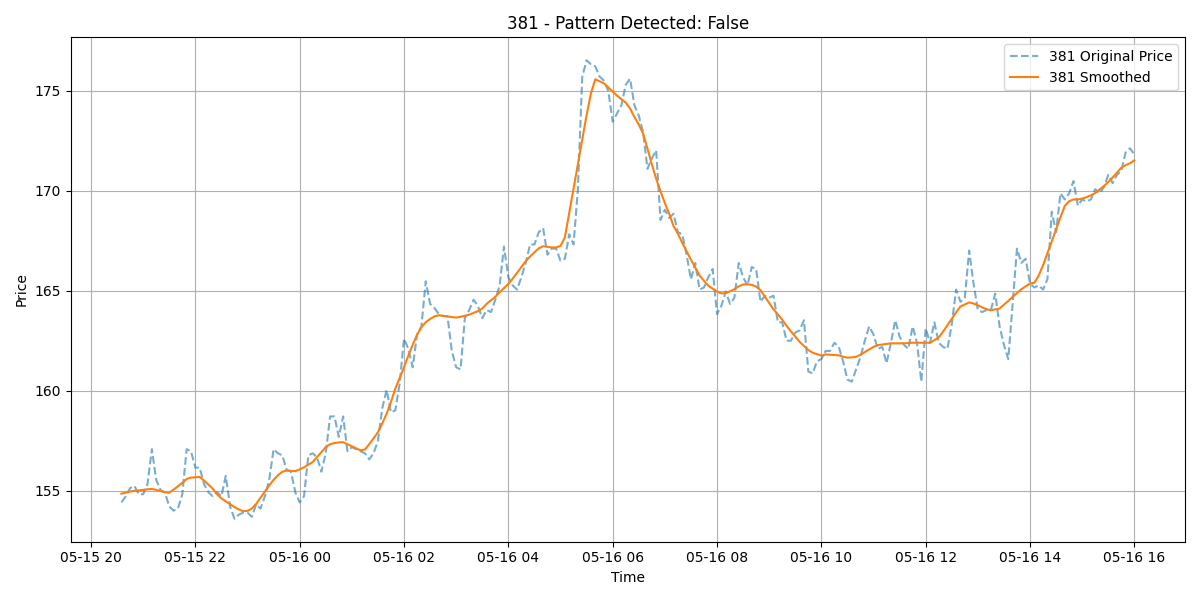 381 - Pattern Detected: False
381 Original Price
381 Smoothed
Price
175
170
165
160
155
05-15 20 05-15 22 05-16 00 05-16 02 05-16 04 05-16 06 05-16 08 05-16 10 05-16 12 05-16 14 05-16 16
Time